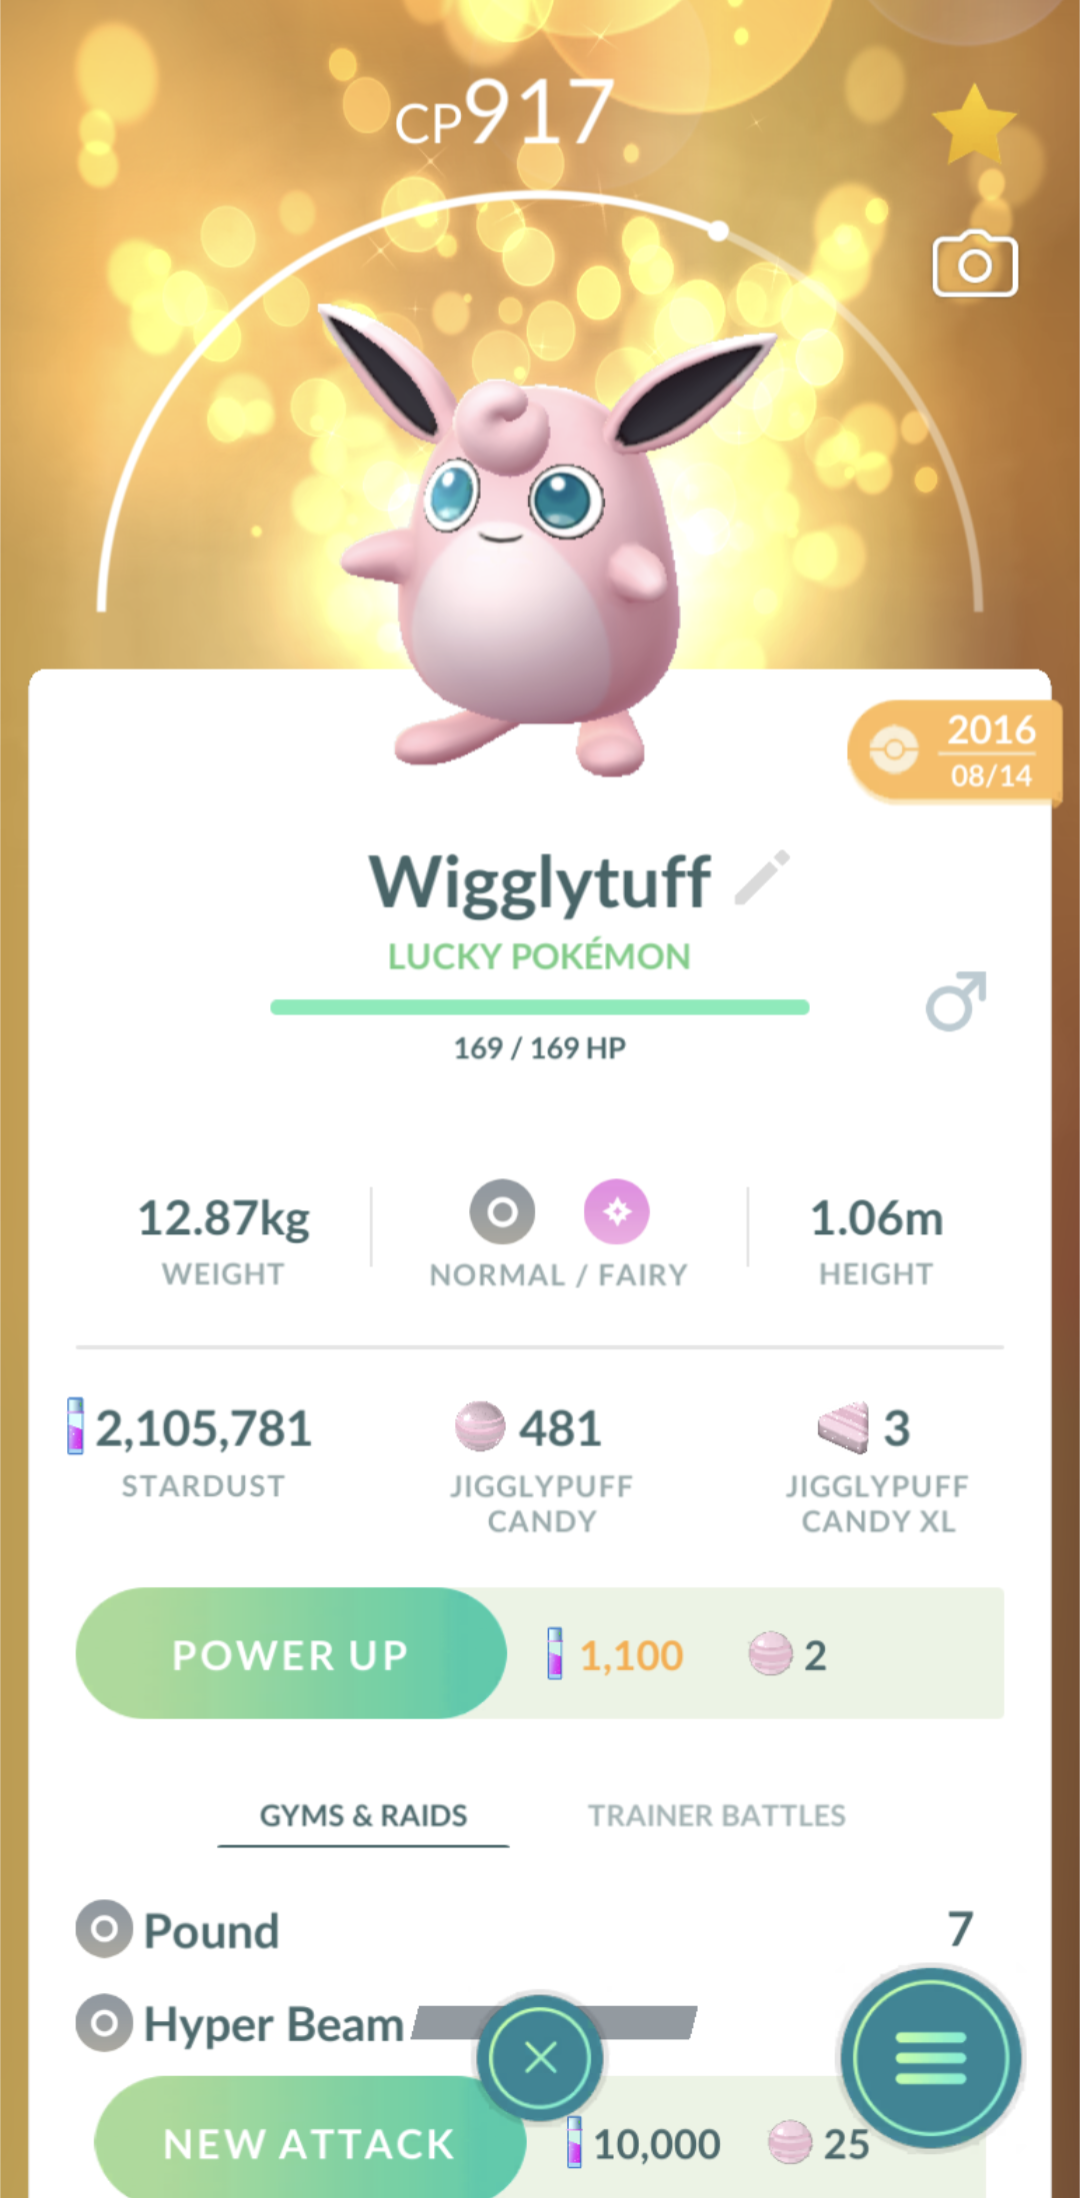 CP917
2016
08/14
Wigglytuff
LUCKY POKÉMON
169 / 169 HP
12.87kg
WEIGHT
NORMAL / FAIRY
1.06m
HEIGHT
2,105,781
STARDUST
481
JIGGLYPUFF
CANDY
3
JIGGLYPUFF
CANDY XL
POWER UP 1,100 2
GYMS & RAIDS TRAINER BATTLES
Pound 7
Hyper Beam
NEW ATTACK 10,000 25